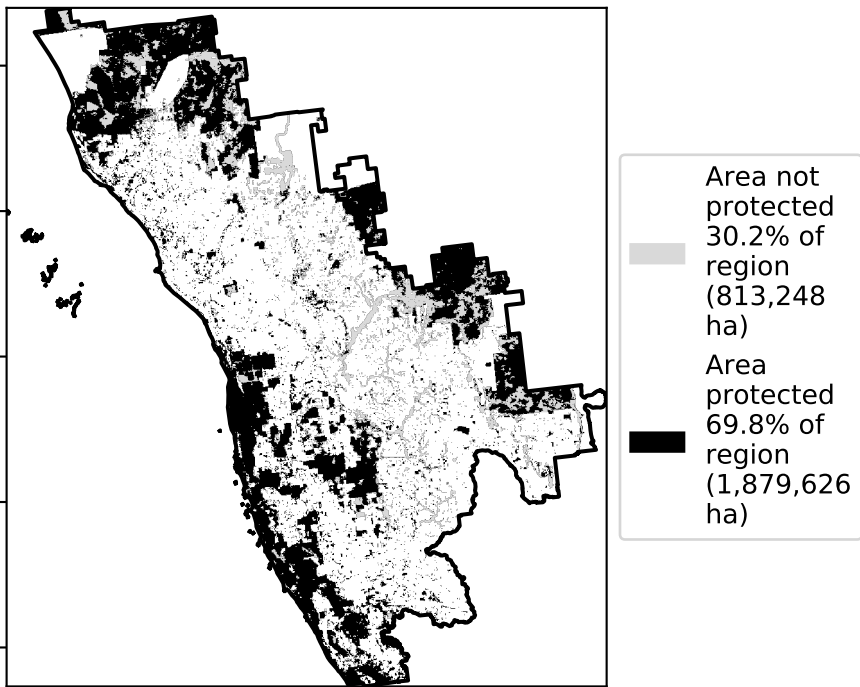 Area not
protected
30.2% of
region
(813,248
ha)
Area
protected
69.8% of
region
(1,879,626
ha)